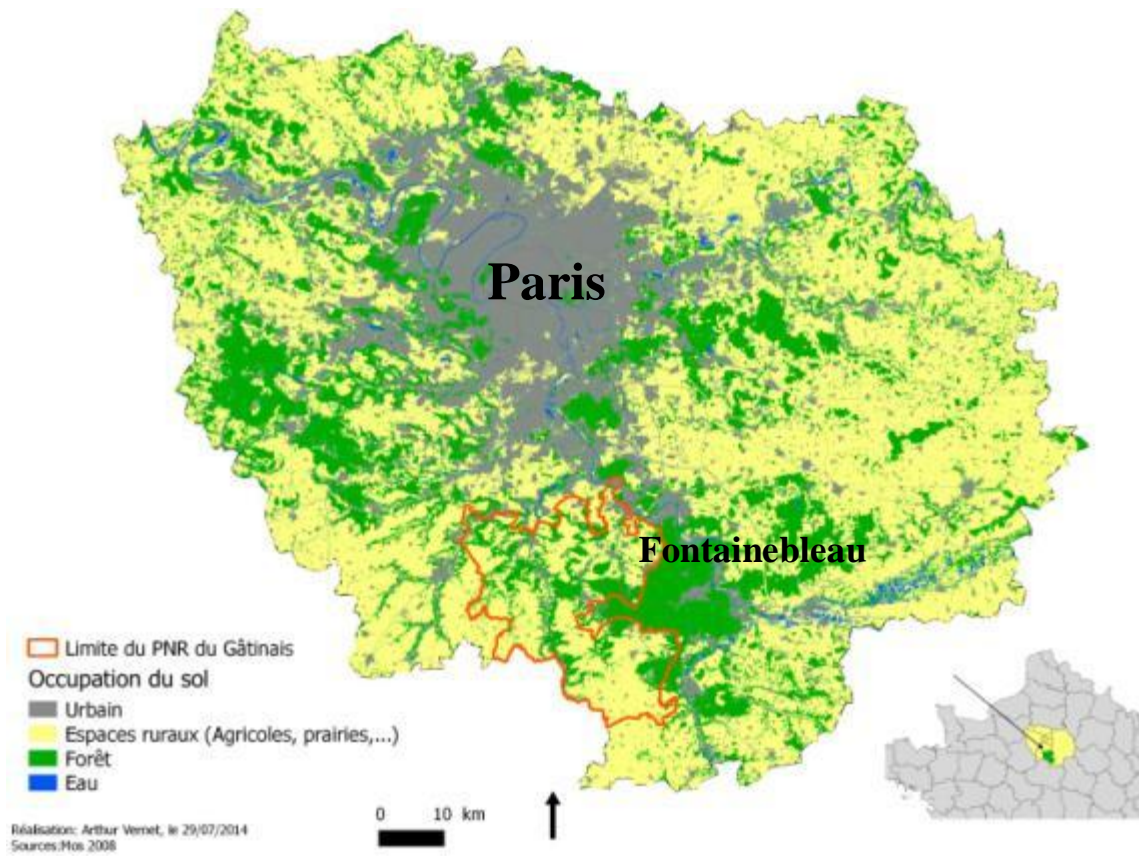 Paris
Fontainebleau
Limite du PNR du Gâtinais
Occupation du sol
Urbain
Espaces ruraux (Agricoles, prairies,...)
Forêt
Eau
0 10 km
Réalisation: Arthur Vernet, le 29/07/2014
Sources:Mos 2008